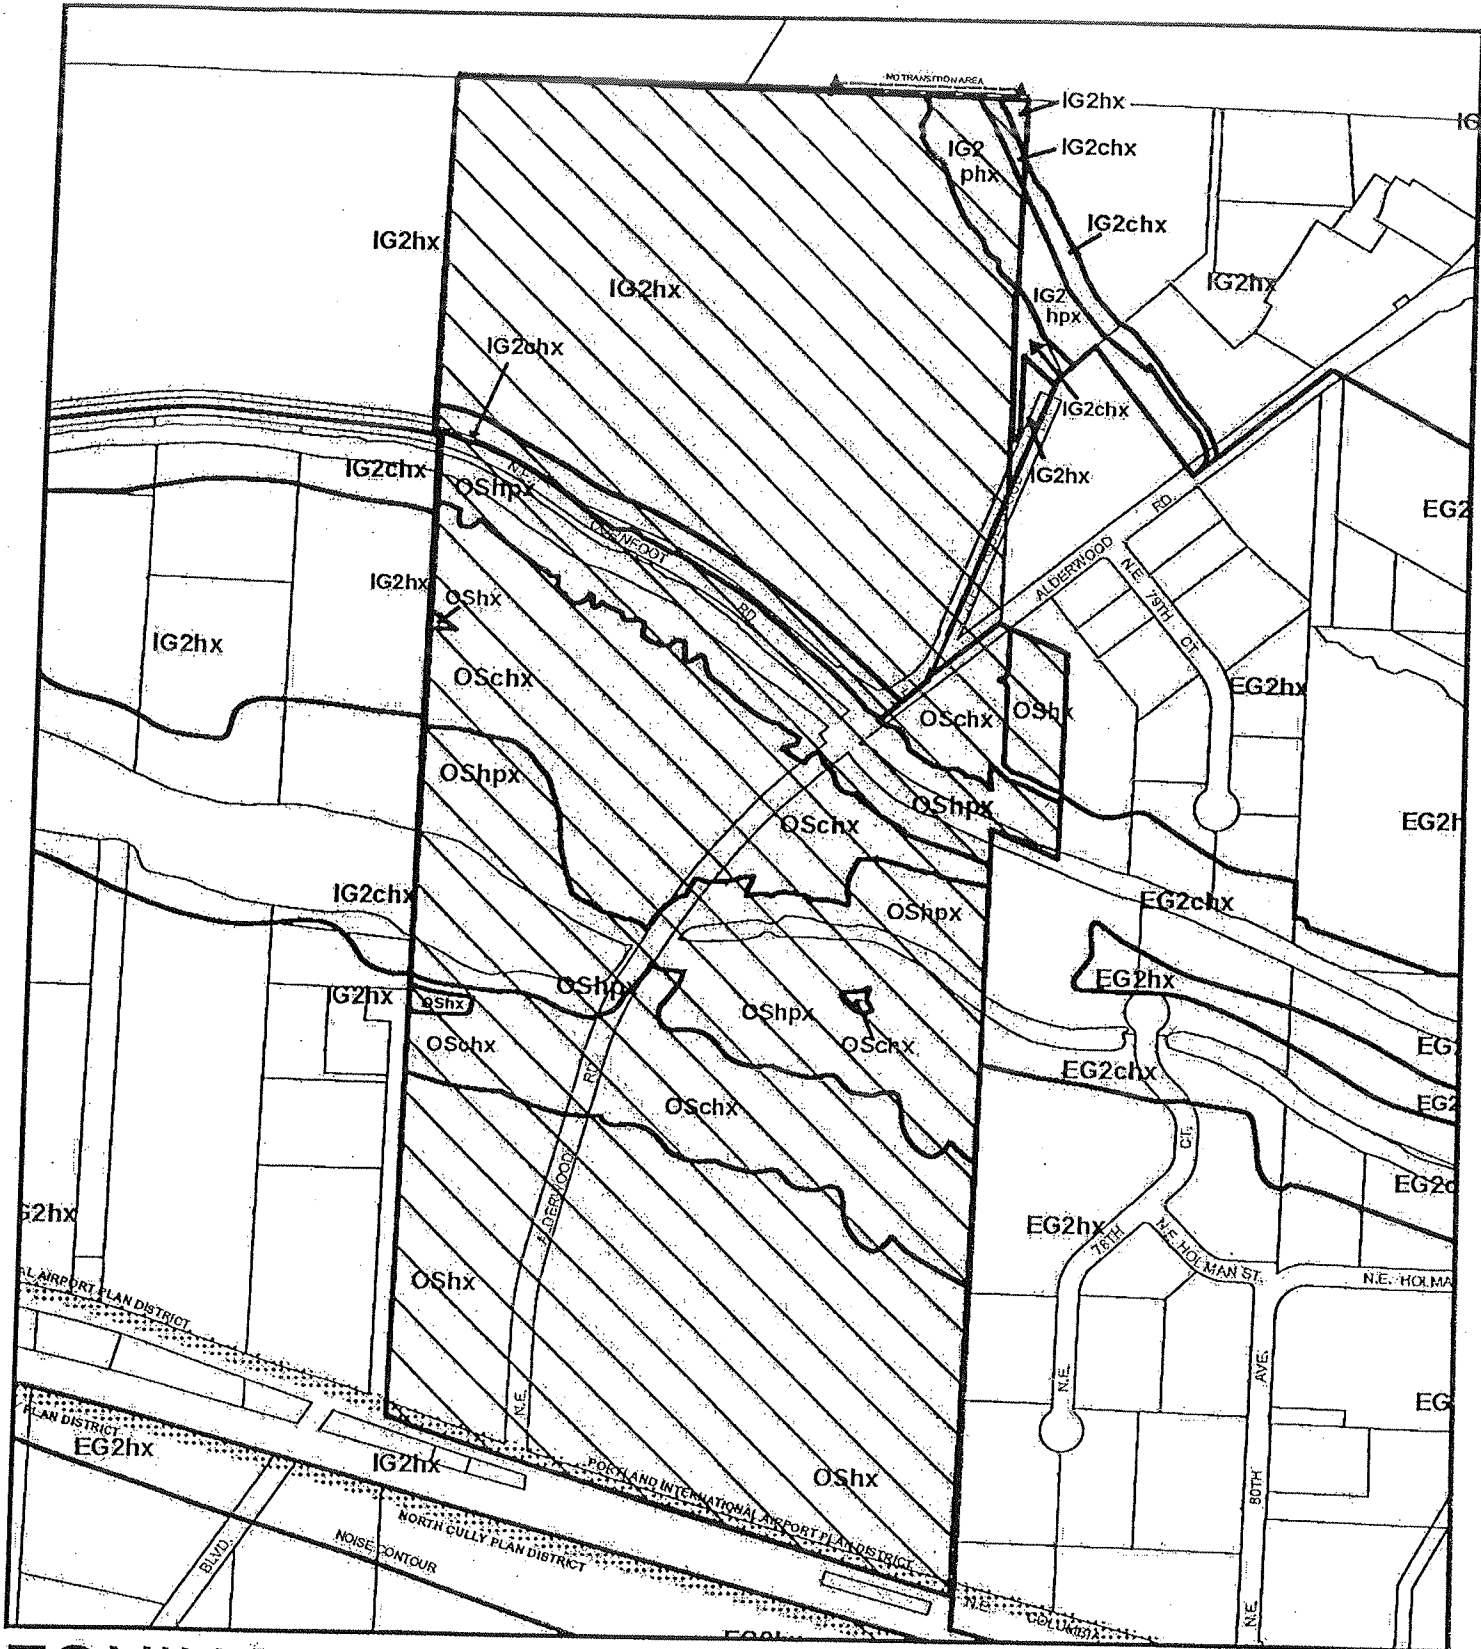 NO TRANSITION AREA
IG2hx
IG2chx
IG2
phx
IG2chx
IG2hx
IG2hx
IG2hx
IG2
hpx
IG2chx
IG2chx
IG2chx
OShpx
N.E.
IG2hx
CORNFOOT
RD.
ALDERWOOD
RD.
N.E. 79TH CT.
EG2
IG2hx
OShx
IG2hx
OSchx
EG2hx
OSchx
OShx
OShpx
OShpx
OSchx
IG2chx
OShpx
EG2chx
EG2hx
OShpx
IG2hx
OShx
OShpx
OSchx
OSchx
EG2chx
OSchx
RD.
ALDERWOOD
N.E.
CT.
EG2hx
78TH
N.E. HOLMAN ST.
N.E. HOLMA
OShx
AL AIRPORT PLAN DISTRICT
N.E.
AVE.
80TH
N.E.
PLAN DISTRICT
EG2hx
IG2hx
OShx
PORTLAND INTERNATIONAL AIRPORT PLAN DISTRICT
NORTH CULLY PLAN DISTRICT
NOISE CONTOUR
BLVD.
N.E. COLUMBIA